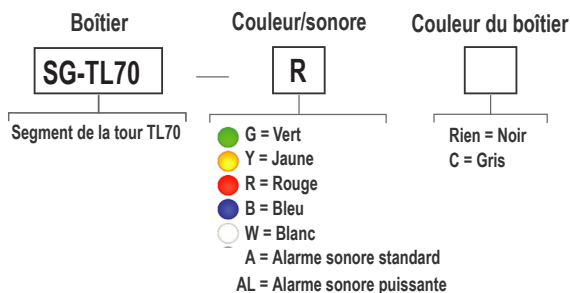 Boîtier Couleur/sonore Couleur du boîtier
SG-TL70 — R
Segment de la tour TL70
G = Vert
Y = Jaune
R = Rouge
B = Bleu
W = Blanc
A = Alarme sonore standard
AL = Alarme sonore puissante
Rien = Noir
C = Gris